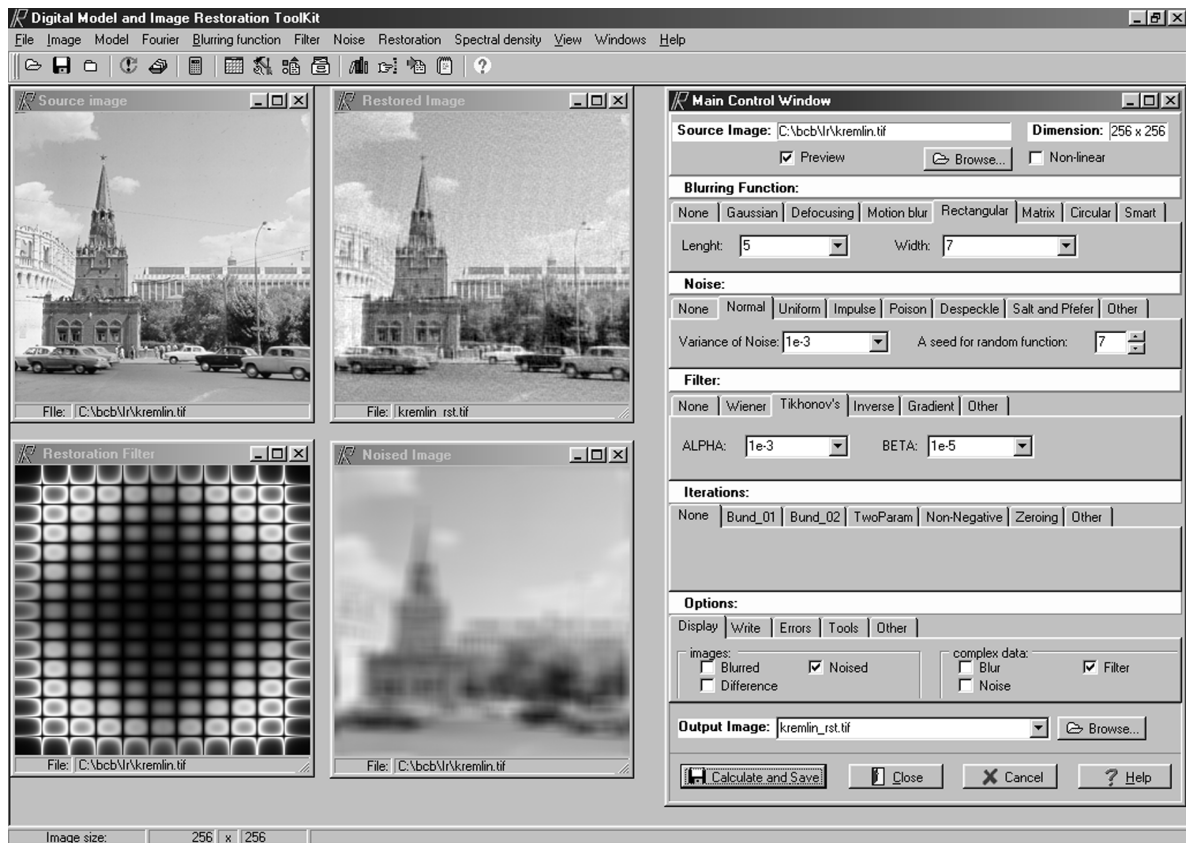 Digital Model and Image Restoration ToolKit
File Image Model Fourier Blurring function Filter Noise Restoration Spectral density View Windows Help
Source image
FIle: C:\bcb\lr\kremlin.tif
Restored Image
File: kremlin_rst.tif
Restoration Filter
File: C:\bcb\lr\kremlin.tif
Noised Image
File: C:\bcb\lr\kremlin.tif
Main Control Window
Source Image: C:\bcb\lr\kremlin.tif Dimension: 256 x 256
Preview Browse... Non-linear
Blurring Function:
None Gaussian Defocusing Motion blur Rectangular Matrix Circular Smart
Lenght: 5 Width: 7
Noise:
None Normal Uniform Impulse Poison Despeckle Salt and Pfefer Other
Variance of Noise: 1e-3 A seed for random function: 7
Filter:
None Wiener Tikhonov's Inverse Gradient Other
ALPHA: 1e-3 BETA: 1e-5
Iterations:
None Bund_01 Bund_02 TwoParam Non-Negative Zeroing Other
Options:
Display Write Errors Tools Other
images: complex data:
Blurred Noised Blur Filter
Difference Noise
Output Image: kremlin_rst.tif Browse...
Calculate and Save Close Cancel Help
Image size: 256 x 256